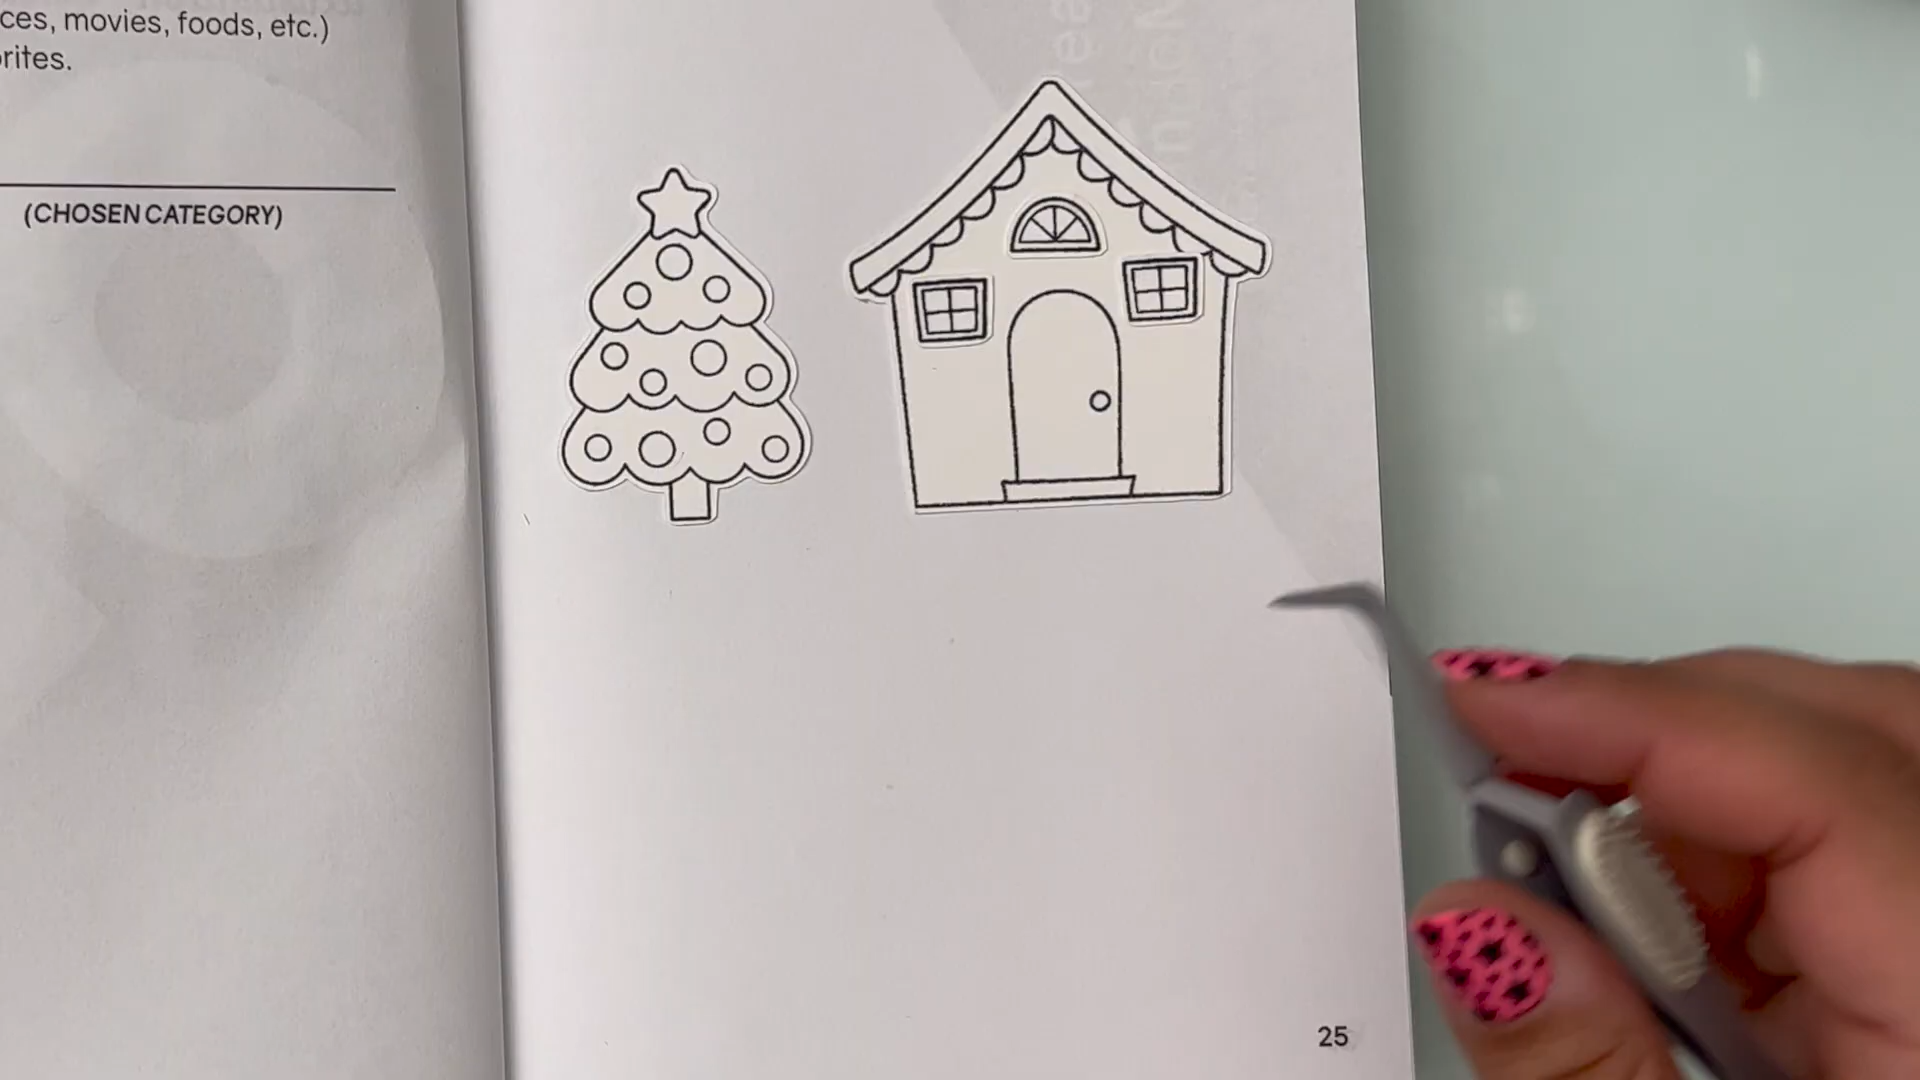 ces, movies, foods, etc.)
rites.
(CHOSEN CATEGORY)
25